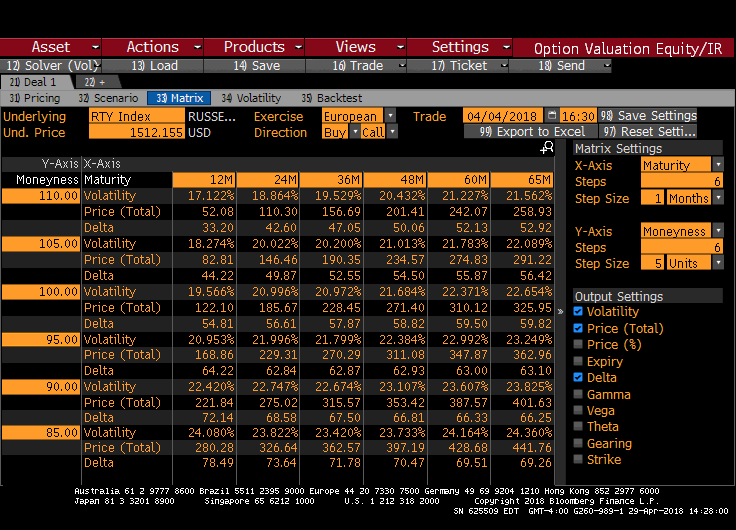 Asset Actions Products Views Settings Option Valuation Equity/IR
12) Solver (Vol) 13) Load 14) Save 16) Trade 17) Ticket 18) Send
21) Deal 1 22) +
31) Pricing 32) Scenario 33) Matrix 34) Volatility 35) Backtest
Underlying RTY Index RUSSE... Exercise European Trade 04/04/2018 16:30 98) Save Settings
Und. Price 1512.155 USD Direction Buy Call 99) Export to Excel 97) Reset Setti...
Y-Axis X-Axis
Moneyness Maturity 12M 24M 36M 48M 60M 65M
110.00 Volatility 17.122% 18.864% 19.529% 20.432% 21.227% 21.562%
Price (Total) 52.08 110.30 156.69 201.41 242.07 258.93
Delta 33.20 42.60 47.05 50.06 52.13 52.92
105.00 Volatility 18.274% 20.022% 20.200% 21.013% 21.783% 22.089%
Price (Total) 82.81 146.46 190.35 234.57 274.83 291.22
Delta 44.22 49.87 52.55 54.50 55.87 56.42
100.00 Volatility 19.566% 20.996% 20.972% 21.684% 22.371% 22.654%
Price (Total) 122.10 185.67 228.45 271.40 310.12 325.95
Delta 54.81 56.61 57.87 58.82 59.50 59.82
95.00 Volatility 20.953% 21.996% 21.799% 22.384% 22.992% 23.249%
Price (Total) 168.86 229.31 270.29 311.08 347.87 362.96
Delta 64.22 62.84 62.87 62.93 63.00 63.10
90.00 Volatility 22.420% 22.747% 22.674% 23.107% 23.607% 23.825%
Price (Total) 221.84 275.02 315.57 353.42 387.57 401.63
Delta 72.14 68.58 67.50 66.81 66.33 66.25
85.00 Volatility 24.080% 23.822% 23.420% 23.733% 24.164% 24.360%
Price (Total) 280.28 326.64 362.57 397.19 428.68 441.76
Delta 78.49 73.64 71.78 70.47 69.51 69.26
Matrix Settings
X-Axis Maturity
Steps 6
Step Size 1 Months
Y-Axis Moneyness
Steps 6
Step Size 5 Units
Output Settings
Volatility
Price (Total)
Price (%)
Expiry
Delta
Gamma
Vega
Theta
Gearing
Strike
Australia 61 2 9777 8600 Brazil 5511 2395 9000 Europe 44 20 7330 7500 Germany 49 69 9204 1210 Hong Kong 852 2977 6000
Japan 81 3 3201 8900 Singapore 65 6212 1000 U.S. 1 212 318 2000 Copyright 2018 Bloomberg Finance L.P.
SN 625509 EDT GMT-4:00 G260-989-1 29-Apr-2018 14:28:00